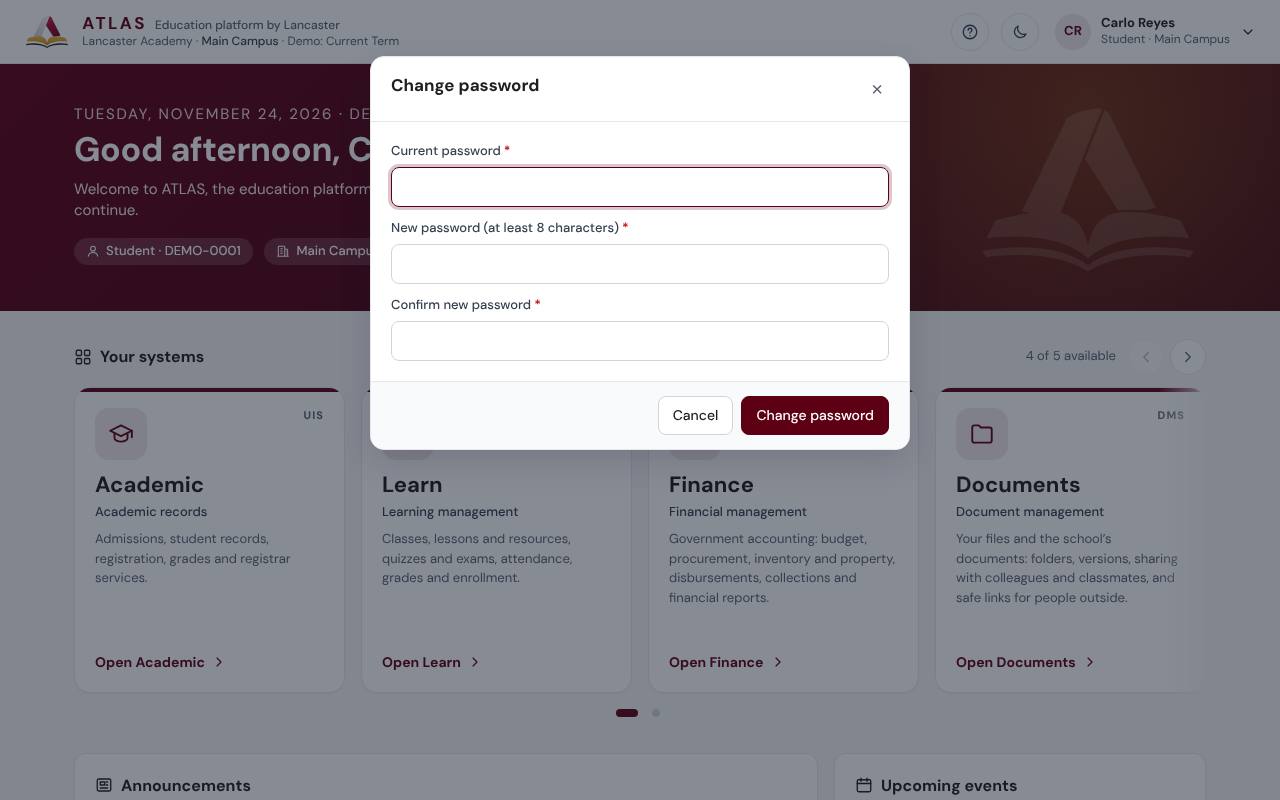 ATLAS Education platform by Lancaster
Lancaster Academy · Main Campus · Demo: Current Term
CR
Carlo Reyes
Student · Main Campus
Change password
×
TUESDAY, NOVEMBER 24, 2026 · DE
Good afternoon, C
Welcome to ATLAS, the education platform
continue.
Student · DEMO-0001
Main Campu
Current password *
New password (at least 8 characters) *
Confirm new password *
Cancel
Change password
Your systems
4 of 5 available
UIS
Academic
Academic records
Admissions, student records,
registration, grades and registrar
services.
Open Academic
Learn
Learning management
Classes, lessons and resources,
quizzes and exams, attendance,
grades and enrollment.
Open Learn
Finance
Financial management
Government accounting: budget,
procurement, inventory and property,
disbursements, collections and
financial reports.
Open Finance
DMS
Documents
Document management
Your files and the school’s
documents: folders, versions, sharing
with colleagues and classmates, and
safe links for people outside.
Open Documents
Announcements
Upcoming events